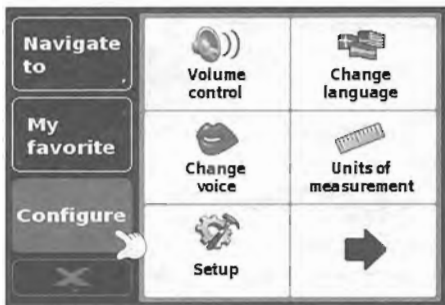 Navigate
to
My
favorite
Configure
Volume
control
Change
language
Change
voice
Units of
measurement
Setup